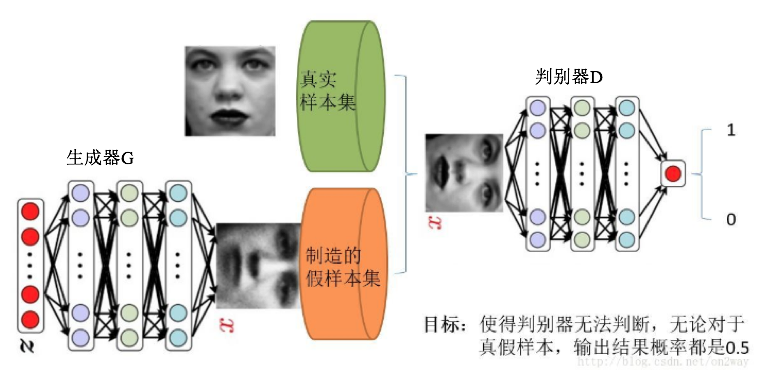 真实
样本集
判别器D
生成器G
1
0
制造的
假样本集
x
x
z
目标：使得判别器无法判断，无论对于
真假样本，输出结果概率都是0.5
http://blog.csdn.net/on2way